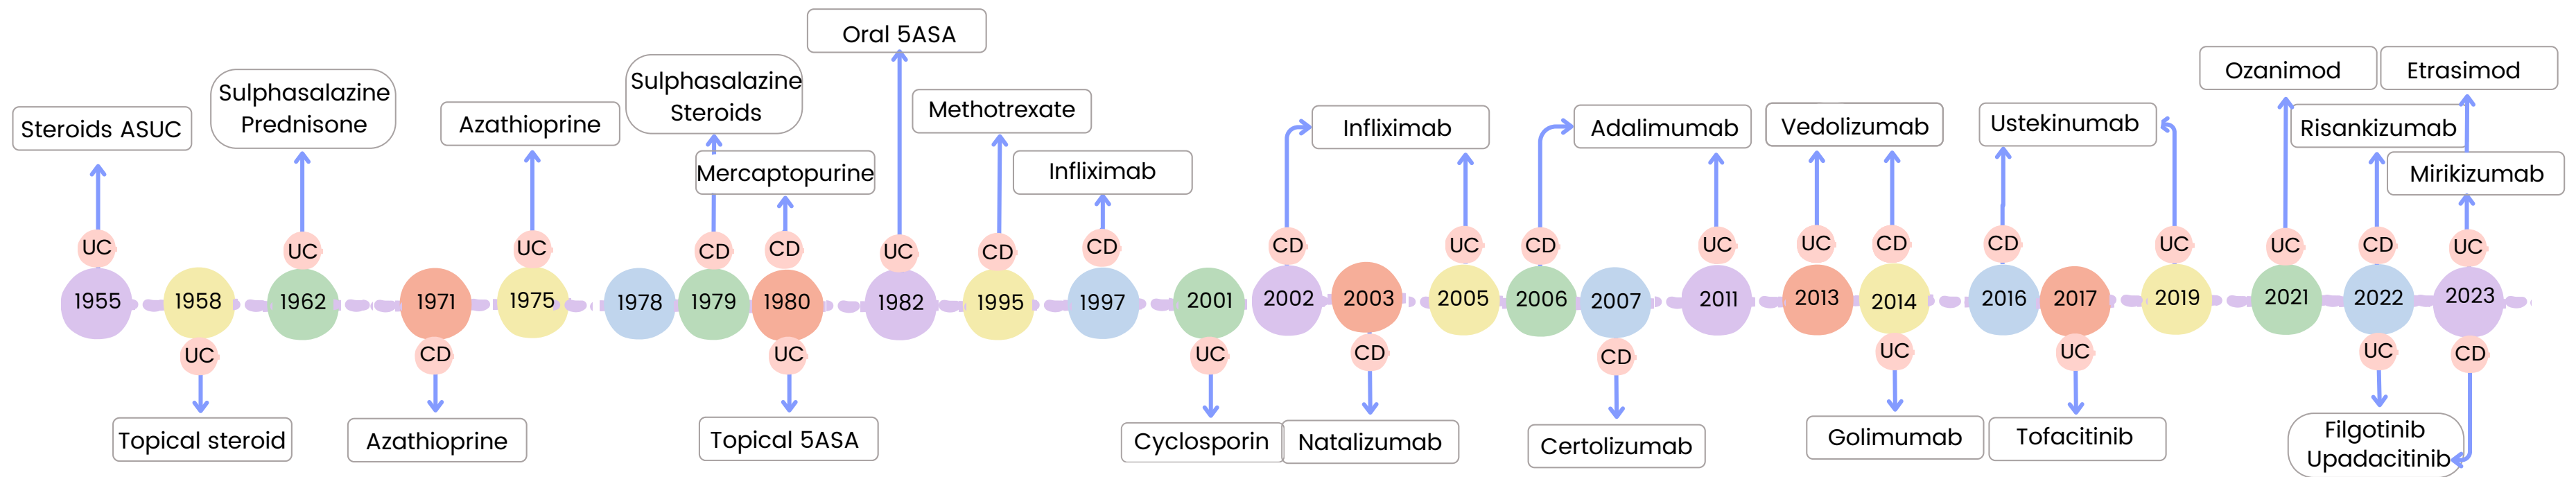 Oral 5ASA
Ozanimod
Etrasimod
Sulphasalazine
Steroids
Sulphasalazine
Prednisone
Steroids ASUC
Azathioprine
Methotrexate
Infliximab
Adalimumab
Vedolizumab
Ustekinumab
Risankizumab
Mercaptopurine
Infliximab
Mirikizumab
UC
UC
UC
CD
CD
UC
CD
CD
CD
UC
CD
UC
UC
CD
CD
UC
UC
CD
UC
1955
1958
1962
1971
1975
1978
1979
1980
1982
1995
1997
2001
2002
2003
2005
2006
2007
2011
2013
2014
2016
2017
2019
2021
2022
2023
UC
CD
UC
UC
CD
CD
UC
UC
UC
CD
Topical steroid
Azathioprine
Topical 5ASA
Cyclosporin
Natalizumab
Certolizumab
Golimumab
Tofacitinib
Filgotinib
Upadacitinib